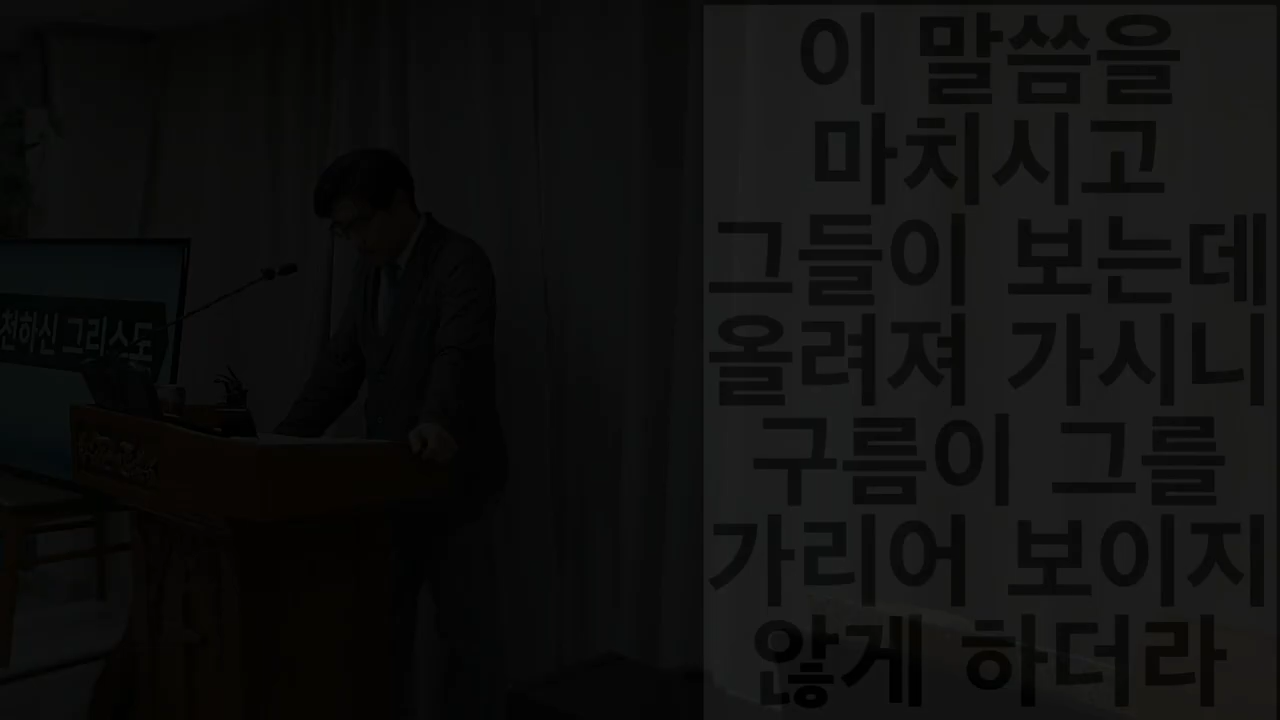 천하신 그리스도
이 말씀을
마치시고
그들이 보는데
올려져 가시니
구름이 그를
가리어 보이지
않게 하더라